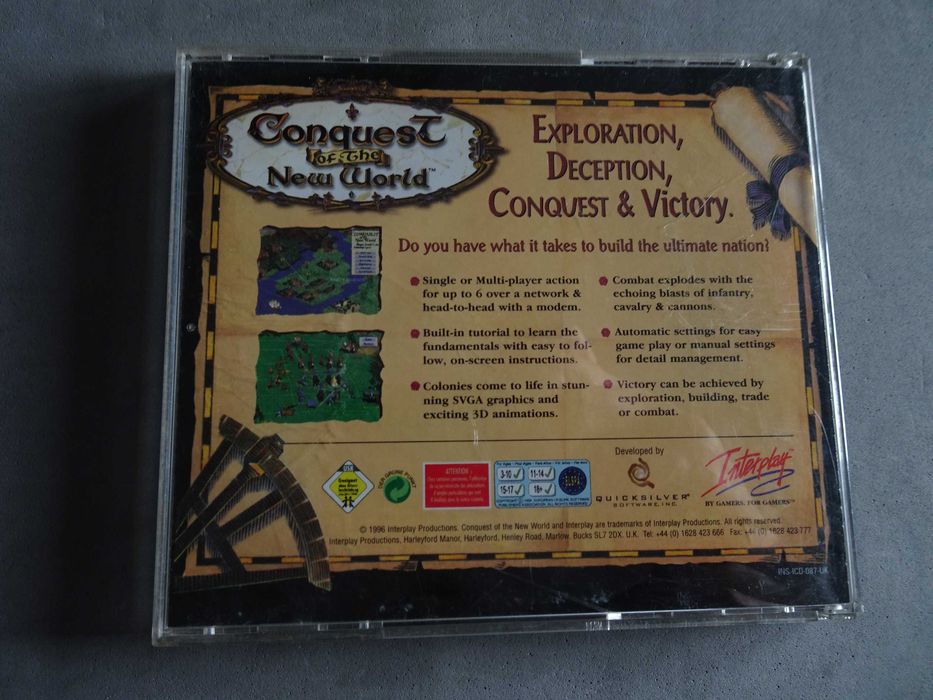 Conquest
of The
New World™
EXPLORATION,
DECEPTION,
CONQUEST & VICTORY.
Do you have what it takes to build the ultimate nation?
Single or Multi-player action
for up to 6 over a network &
head-to-head with a modem.
Built-in tutorial to learn the
fundamentals with easy to fol-
low, on-screen instructions.
Colonies come to life in stun-
ning SVGA graphics and
exciting 3D animations.
Combat explodes with the
echoing blasts of infantry,
cavalry & cannons.
Automatic settings for easy
game play or manual settings
for detail management.
Victory can be achieved by
exploration, building, trade
or combat.
USK
Geeignet
DER GRÜNE PUNKT
ATTENTION
3-10
11-14
15-17
18+
ELSPA
Developed by
QUICKSILVER
SOFTWARE, INC.
Interplay™
BY GAMERS. FOR GAMERS.™
© 1996 Interplay Productions. Conquest of the New World and Interplay are trademarks of Interplay Productions. All rights reserved.
Interplay Productions, Harleyford Manor, Harleyford, Henley Road, Marlow, Bucks SL7 2DX. U.K. Tel: +44 (0) 1628 423 666 Fax: +44 (0) 1628 423 777
INS-ICD-087-UK